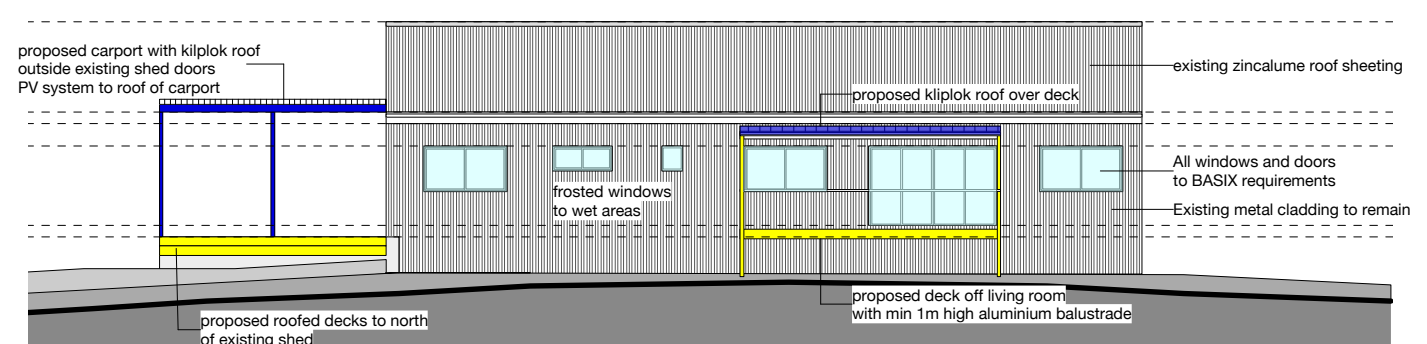 proposed carport with kilplok roof
outside existing shed doors
PV system to roof of carport
existing zincalume roof sheeting
proposed kliplok roof over deck
All windows and doors
to BASIX requirements
frosted windows
to wet areas
Existing metal cladding to remain
proposed deck off living room
with min 1m high aluminium balustrade
proposed roofed decks to north
of existing shed